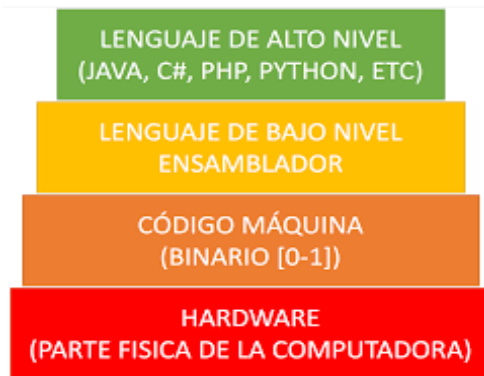 LENGUAJE DE ALTO NIVEL
(JAVA, C#, PHP, PYTHON, ETC)
LENGUAJE DE BAJO NIVEL
ENSAMBLADOR
CÓDIGO MÁQUINA
(BINARIO [0-1])
HARDWARE
(PARTE FISICA DE LA COMPUTADORA)